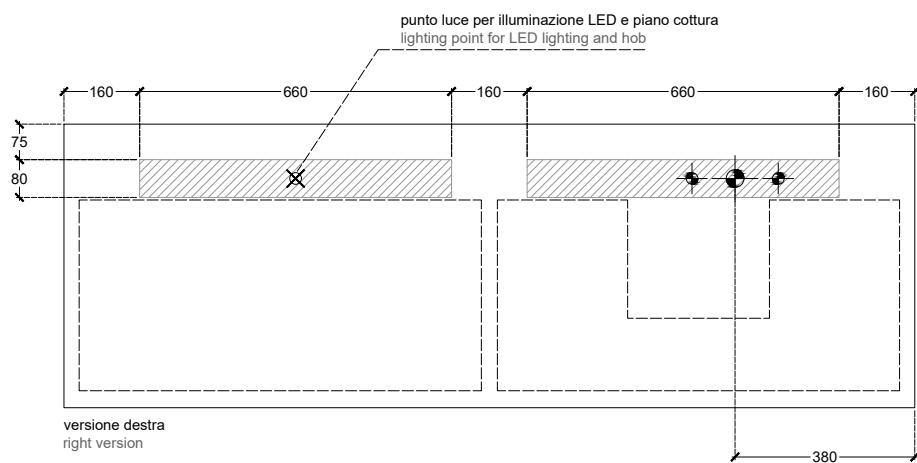 punto luce per illuminazione LED e piano cottura
lighting point for LED lighting and hob
160 660 160 660 160
75
80
versione destra
right version
380